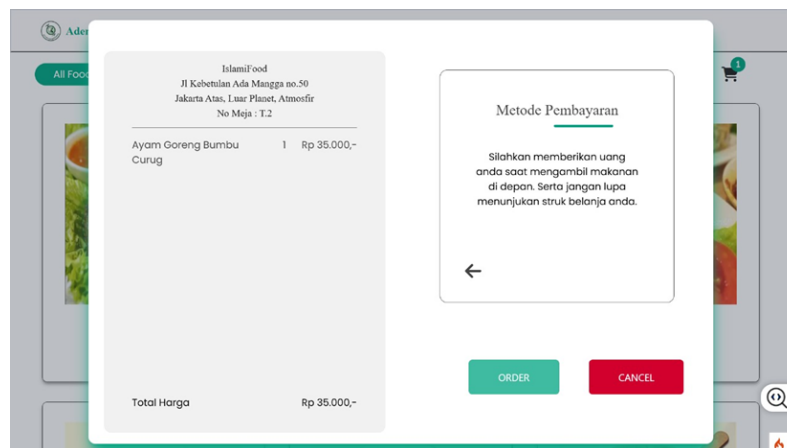 Ader
All Food
1
IslamiFood
Jl Kebetulan Ada Mangga no.50
Jakarta Atas, Luar Planet, Atmosfir
No Meja : T.2
Ayam Goreng Bumbu 1 Rp 35.000,-
Curug
Total Harga Rp 35.000,-
Metode Pembayaran
Silahkan memberikan uang
anda saat mengambil makanan
di depan. Serta jangan lupa
menunjukan struk belanja anda.
ORDER
CANCEL